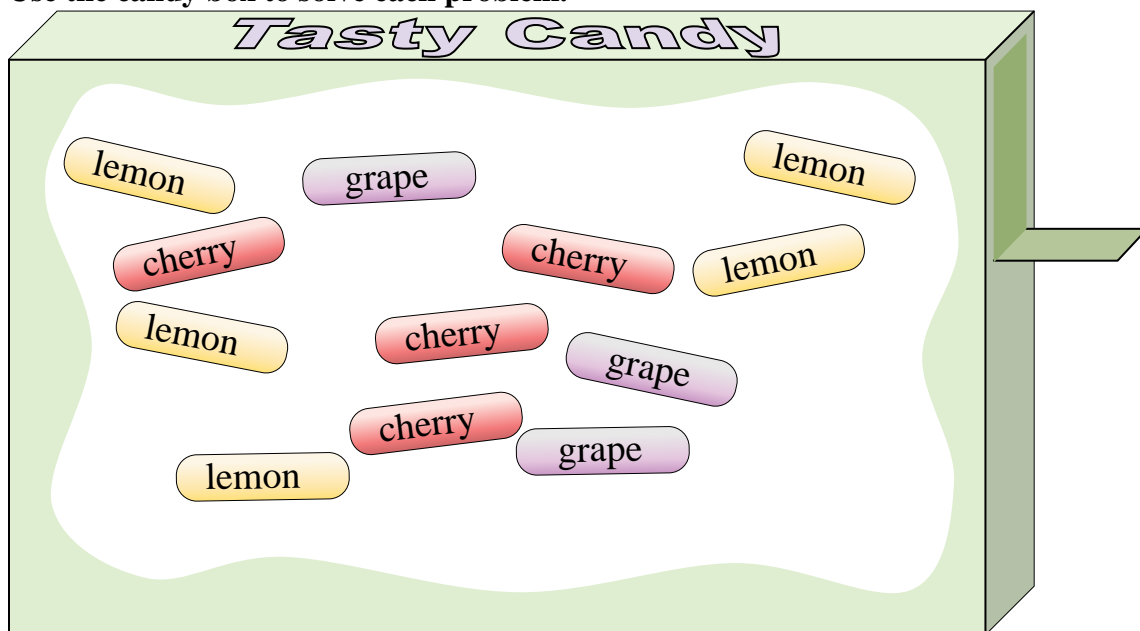 Use the candy box to solve each problem.
Tasty Candy
lemon
grape
lemon
cherry
cherry
lemon
lemon
cherry
grape
cherry
grape
lemon